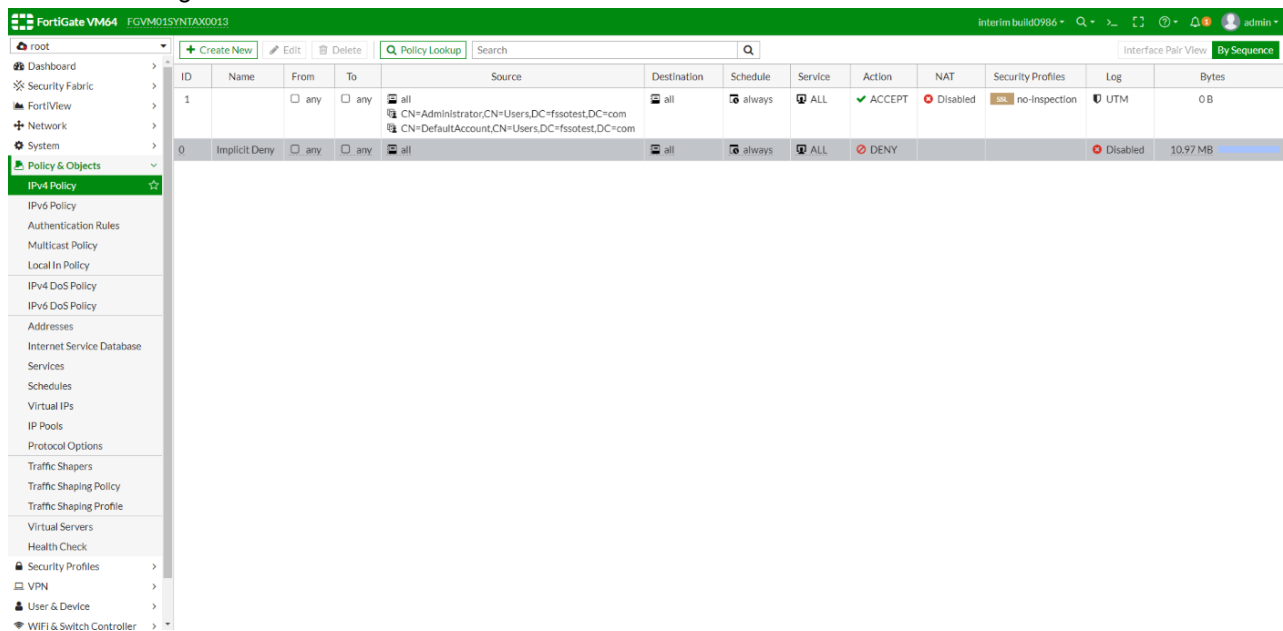 FortiGate VM64 FGVM01SYNTAX0013 interim build0986 admin
root
Create New Edit Delete Policy Lookup Search Interface Pair View By Sequence
Dashboard
Security Fabric
FortiView
Network
System
Policy & Objects
IPv4 Policy
IPv6 Policy
Authentication Rules
Multicast Policy
Local In Policy
IPv4 DoS Policy
IPv6 DoS Policy
Addresses
Internet Service Database
Services
Schedules
Virtual IPs
IP Pools
Protocol Options
Traffic Shapers
Traffic Shaping Policy
Traffic Shaping Profile
Virtual Servers
Health Check
Security Profiles
VPN
User & Device
WiFi & Switch Controller
ID Name From To Source Destination Schedule Service Action NAT Security Profiles Log Bytes
1 any any all all always ALL ACCEPT Disabled SSL no-inspection UTM 0 B
CN=Administrator,CN=Users,DC=fssotest,DC=com
CN=DefaultAccount,CN=Users,DC=fssotest,DC=com
0 Implicit Deny any any all all always ALL DENY Disabled 10.97 MB